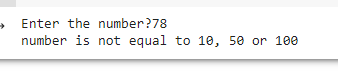 Enter the number?78
number is not equal to 10, 50 or 100